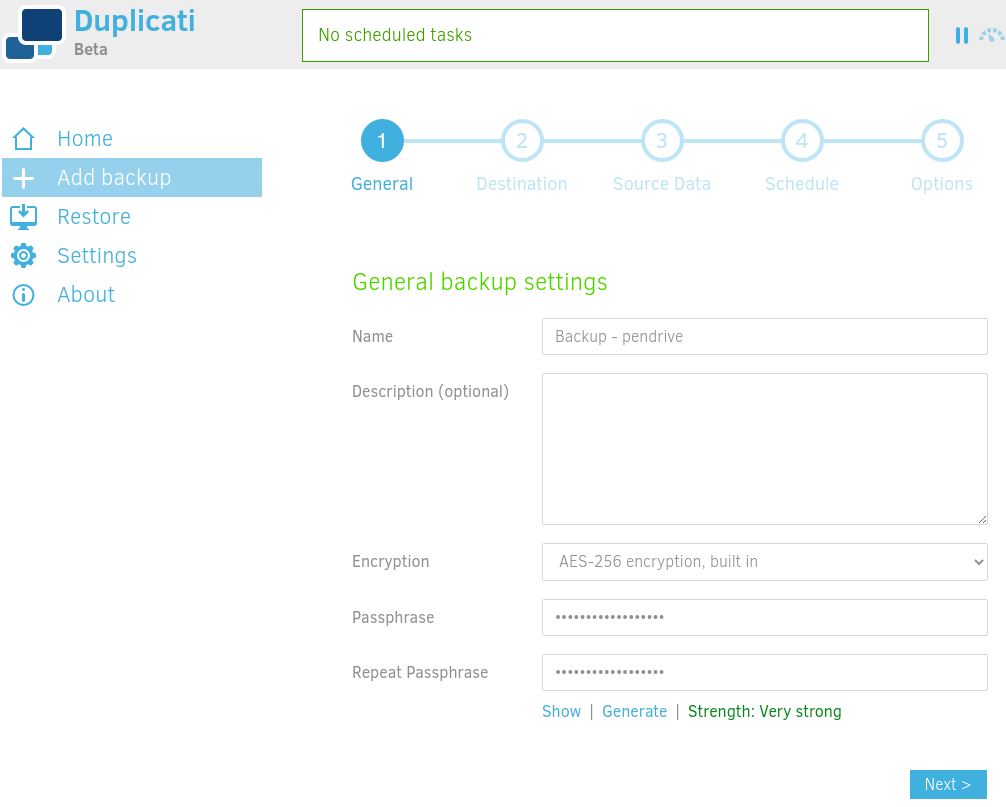 Duplicati
Beta
No scheduled tasks
Home
Add backup
Restore
Settings
About
1 2 3 4 5
General Destination Source Data Schedule Options
General backup settings
Name Backup - pendrive
Description (optional)
Encryption AES-256 encryption, built in
Passphrase ••••••••••••••••••
Repeat Passphrase ••••••••••••••••••
Show | Generate | Strength: Very strong
Next >